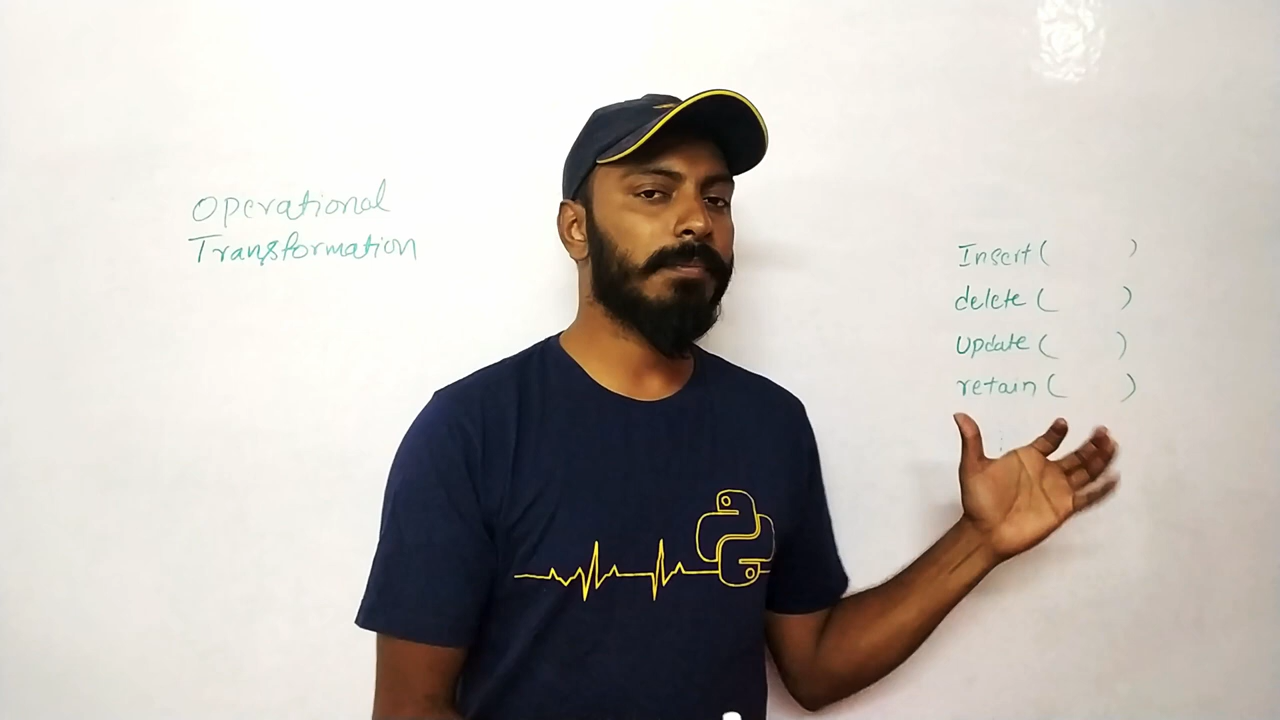 Operational
Transformation
Insert( )
delete( )
Update( )
retain( )